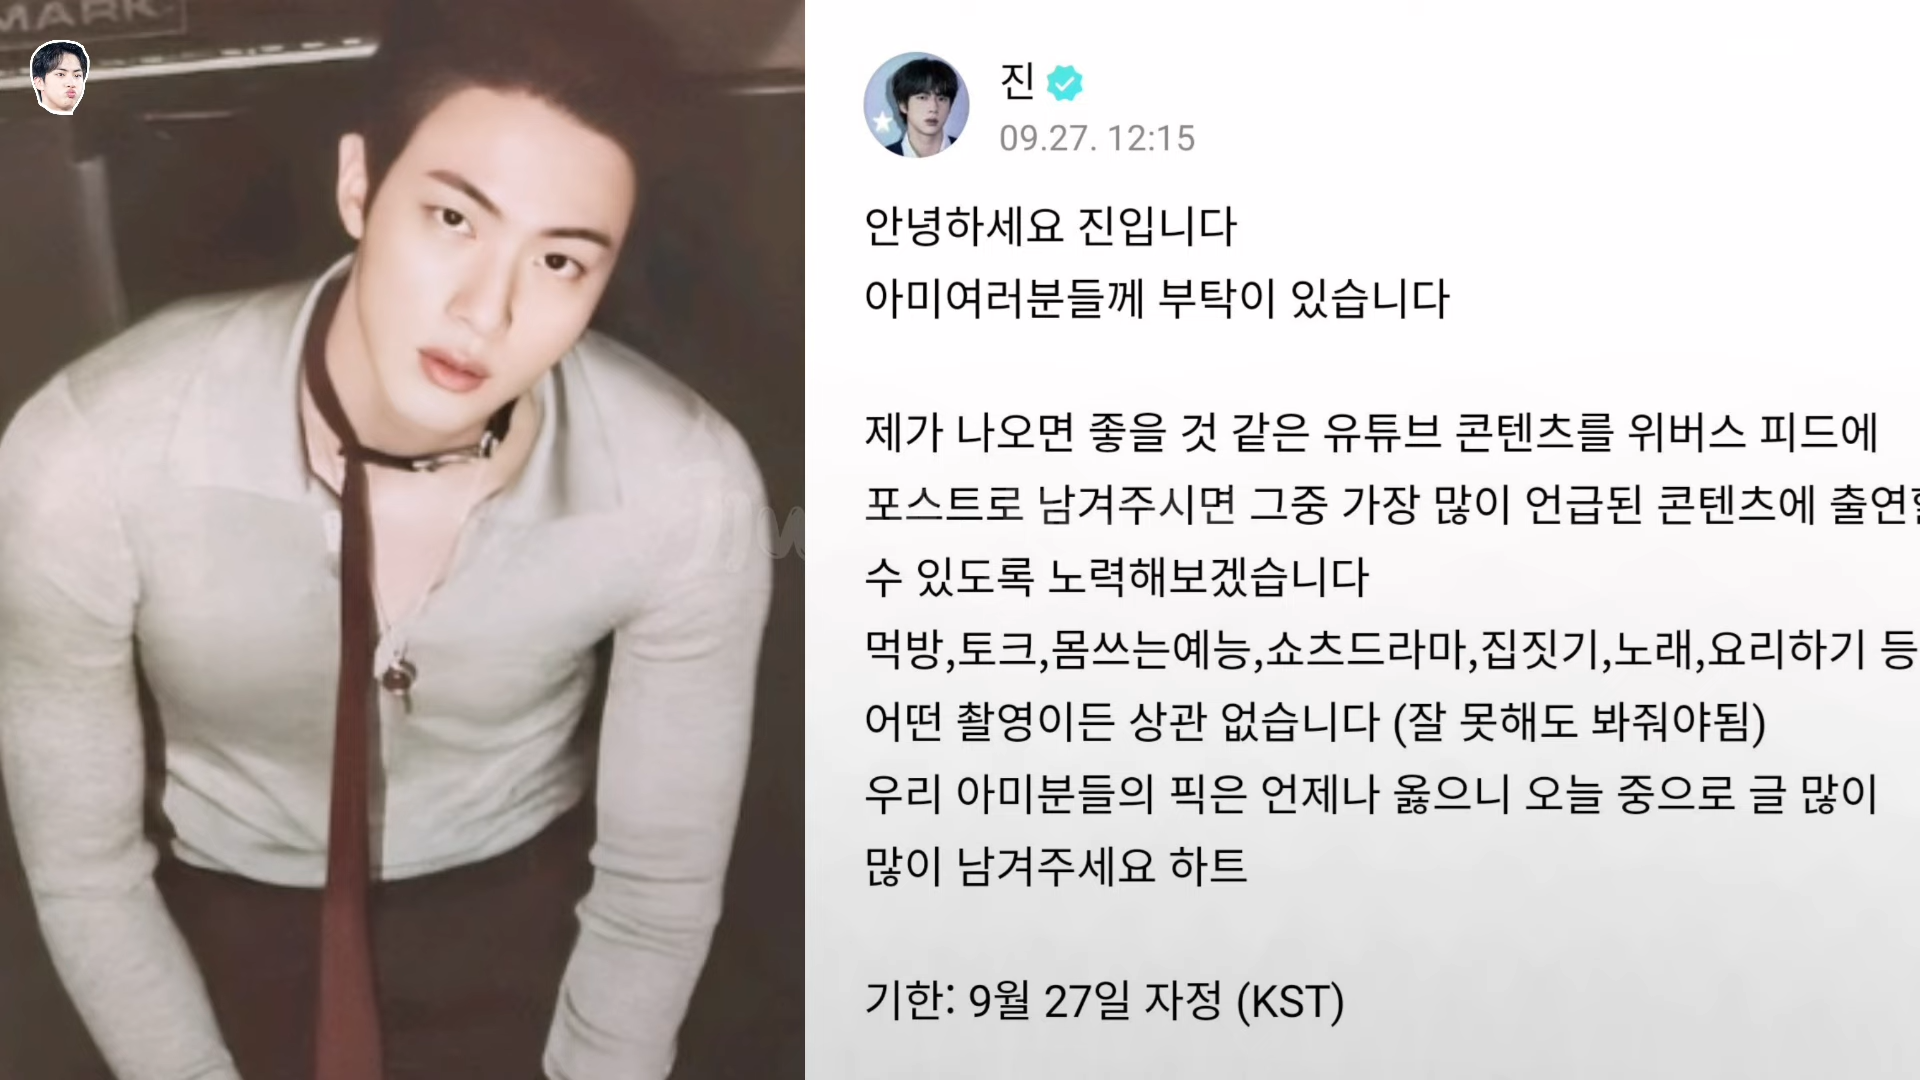 MARK
진
09.27. 12:15
안녕하세요 진입니다
아미여러분들께 부탁이 있습니다
제가 나오면 좋을 것 같은 유튜브 콘텐츠를 위버스 피드에
포스트로 남겨주시면 그중 가장 많이 언급된 콘텐츠에 출연할
수 있도록 노력해보겠습니다
먹방,토크,몸쓰는예능,쇼츠드라마,집짓기,노래,요리하기 등
어떤 촬영이든 상관 없습니다 (잘 못해도 봐줘야됨)
우리 아미분들의 픽은 언제나 옳으니 오늘 중으로 글 많이
많이 남겨주세요 하트
기한: 9월 27일 자정 (KST)